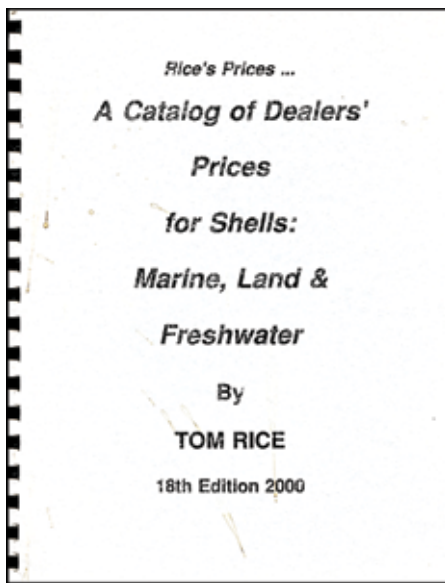 Rice's Prices ...
A Catalog of Dealers'
Prices
for Shells:
Marine, Land &
Freshwater
By
TOM RICE
18th Edition 2000